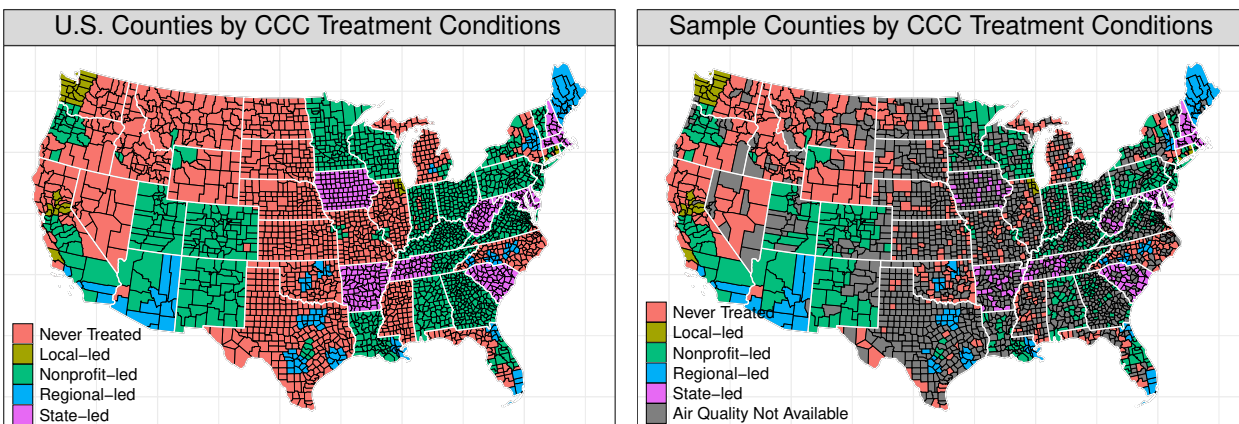 U.S. Counties by CCC Treatment Conditions
Never Treated
Local−led
Nonprofit−led
Regional−led
State−led
Sample Counties by CCC Treatment Conditions
Never Treated
Local−led
Nonprofit−led
Regional−led
State−led
Air Quality Not Available